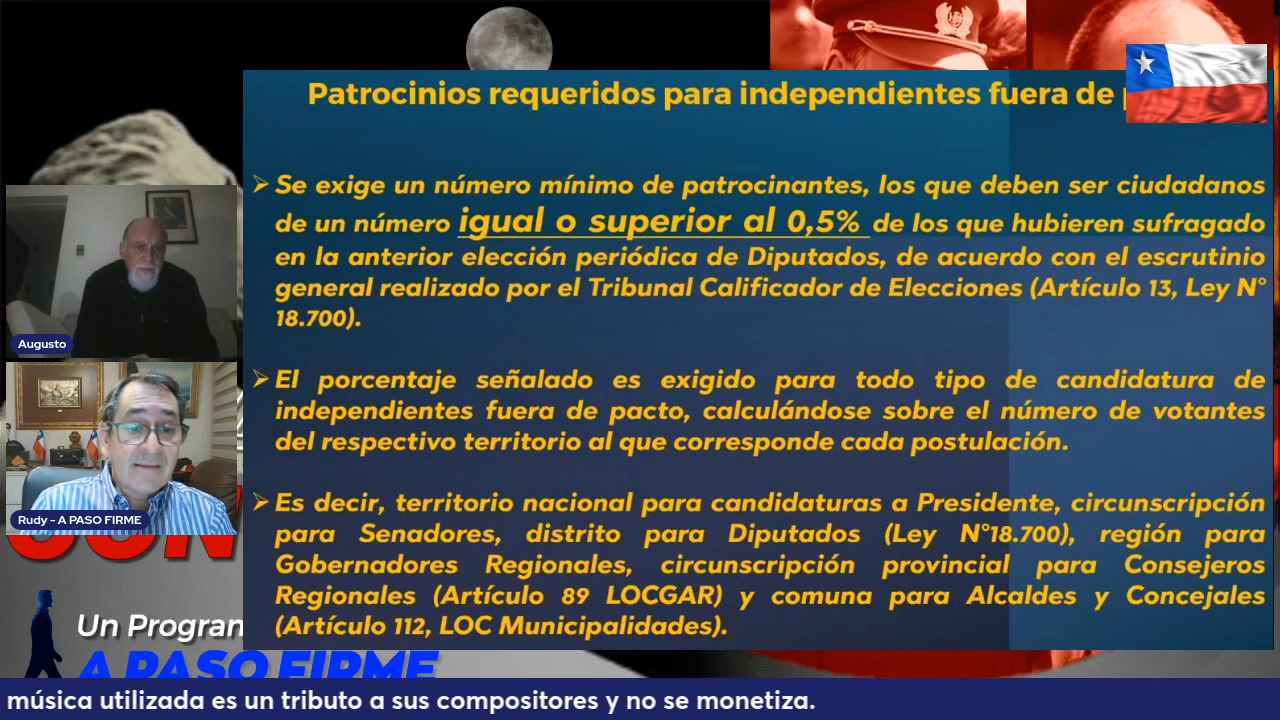 Patrocinios requeridos para independientes fuera de
Se exige un número mínimo de patrocinantes, los que deben ser ciudadanos
de un número igual o superior al 0,5% de los que hubieren sufragado
en la anterior elección periódica de Diputados, de acuerdo con el escrutinio
general realizado por el Tribunal Calificador de Elecciones (Artículo 13, Ley N°
18.700).
El porcentaje señalado es exigido para todo tipo de candidatura de
independientes fuera de pacto, calculándose sobre el número de votantes
del respectivo territorio al que corresponde cada postulación.
Es decir, territorio nacional para candidaturas a Presidente, circunscripción
para Senadores, distrito para Diputados (Ley N°18.700), región para
Gobernadores Regionales, circunscripción provincial para Consejeros
Regionales (Artículo 89 LOCGAR) y comuna para Alcaldes y Concejales
(Artículo 112, LOC Municipalidades).
Augusto
Rudy - A PASO FIRME
Un Progran
A PASO FIRME
música utilizada es un tributo a sus compositores y no se monetiza.